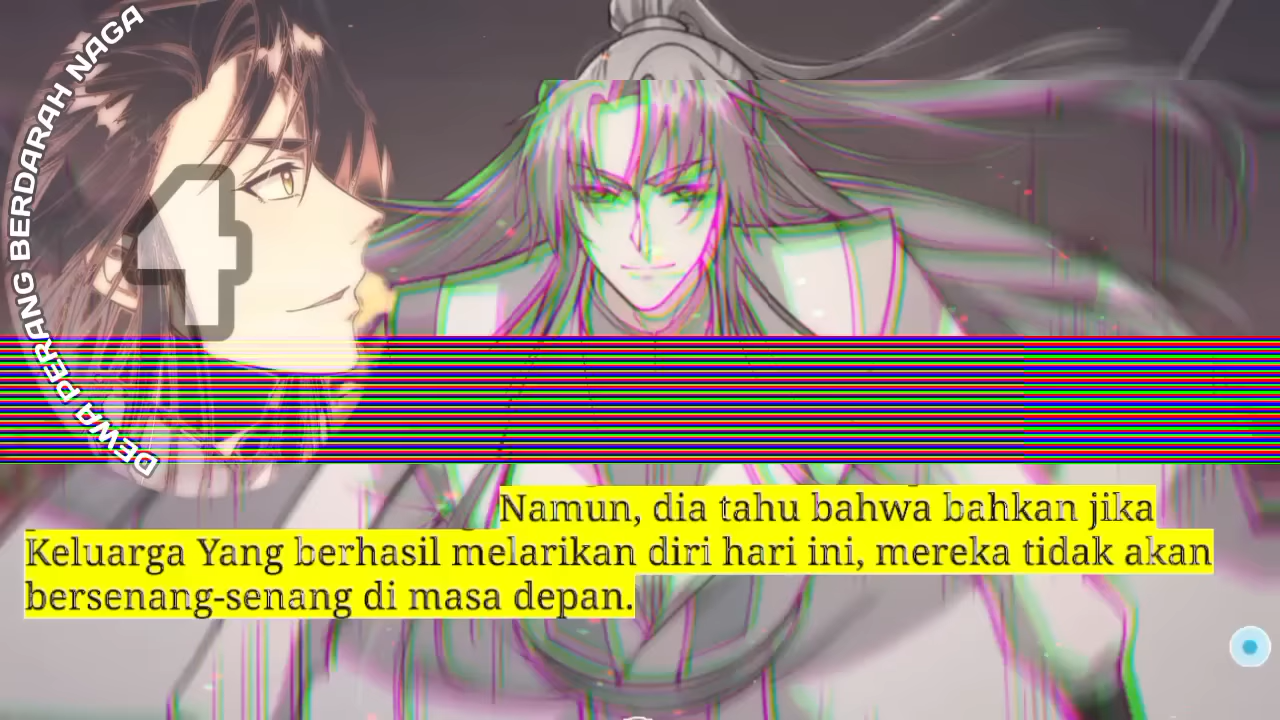 DEWA PERANG BERDARAH NAGA
4
Namun, dia tahu bahwa bahkan jika
Keluarga Yang berhasil melarikan diri hari ini, mereka tidak akan
bersenang-senang di masa depan.